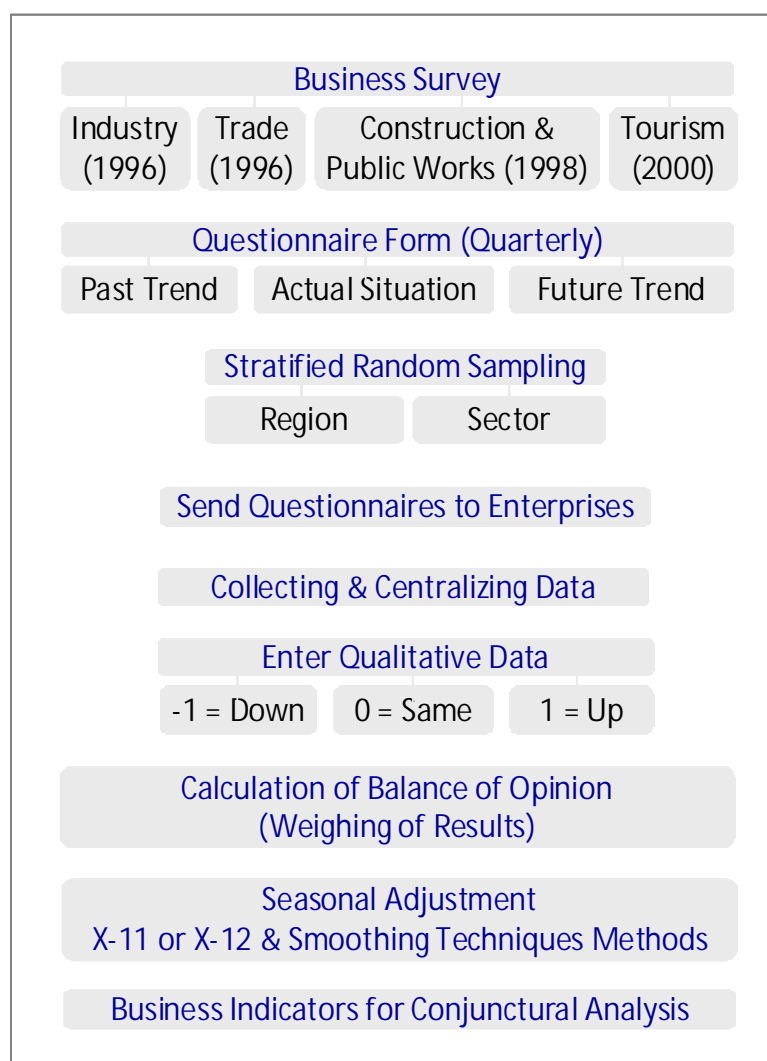 Business Survey
Industry (1996)
Trade (1996)
Construction & Public Works (1998)
Tourism (2000)
Questionnaire Form (Quarterly)
Past Trend
Actual Situation
Future Trend
Stratified Random Sampling
Region
Sector
Send Questionnaires to Enterprises
Collecting & Centralizing Data
Enter Qualitative Data
-1 = Down
0 = Same
1 = Up
Calculation of Balance of Opinion
(Weighing of Results)
Seasonal Adjustment
X-11 or X-12 & Smoothing Techniques Methods
Business Indicators for Conjunctural Analysis